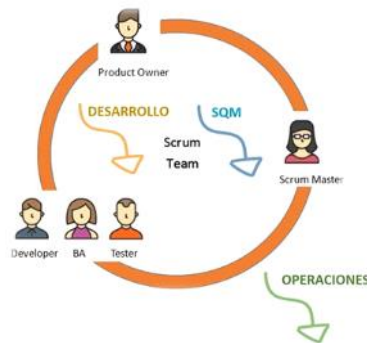 Product Owner
DESARROLLO
SQM
Scrum
Team
Scrum Master
Developer
BA
Tester
OPERACIONES